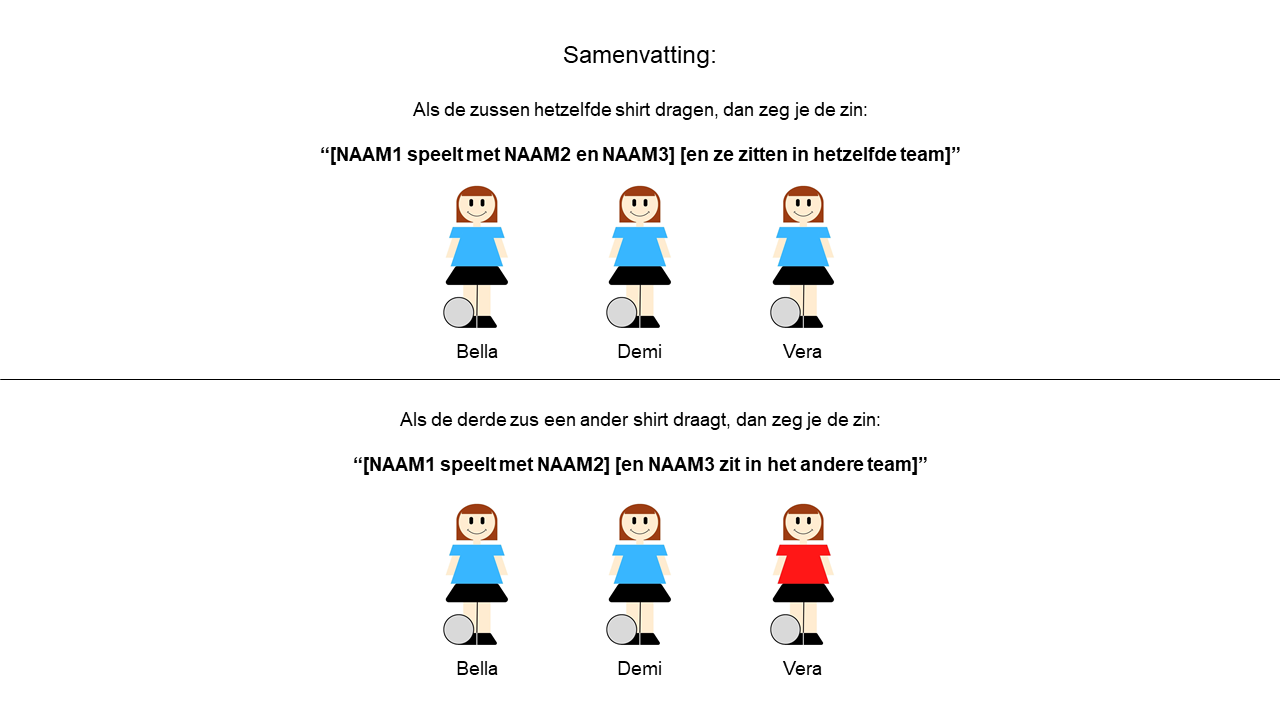 Samenvatting:
Als de zussen hetzelfde shirt dragen, dan zeg je de zin:
“[NAAM1 speelt met NAAM2 en NAAM3] [en ze zitten in hetzelfde team]”
Bella Demi Vera
Als de derde zus een ander shirt draagt, dan zeg je de zin:
“[NAAM1 speelt met NAAM2] [en NAAM3 zit in het andere team]”
Bella Demi Vera